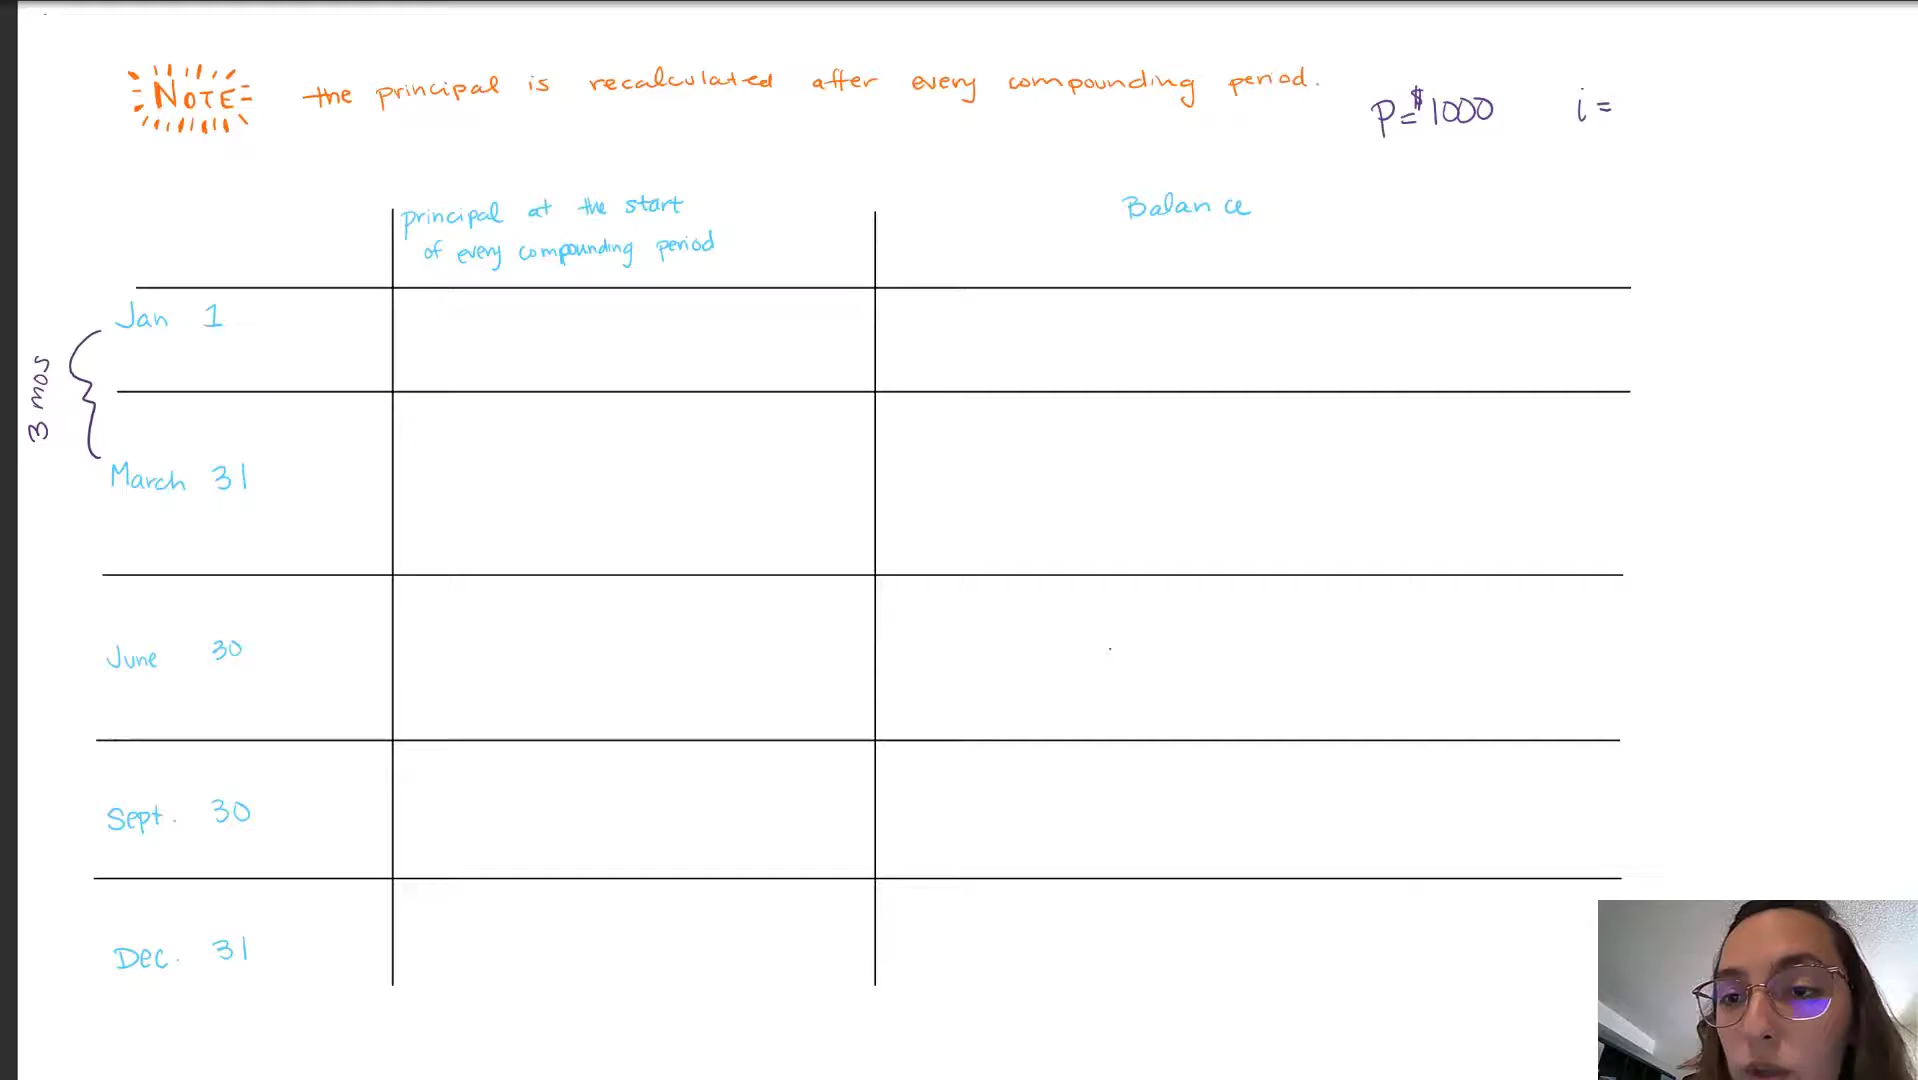 NOTE the principal is recalculated after every compounding period.
P=$1000 i =
principal at the start
of every compounding period
Balance
Jan 1
3 mos
March 31
June 30
Sept. 30
Dec. 31